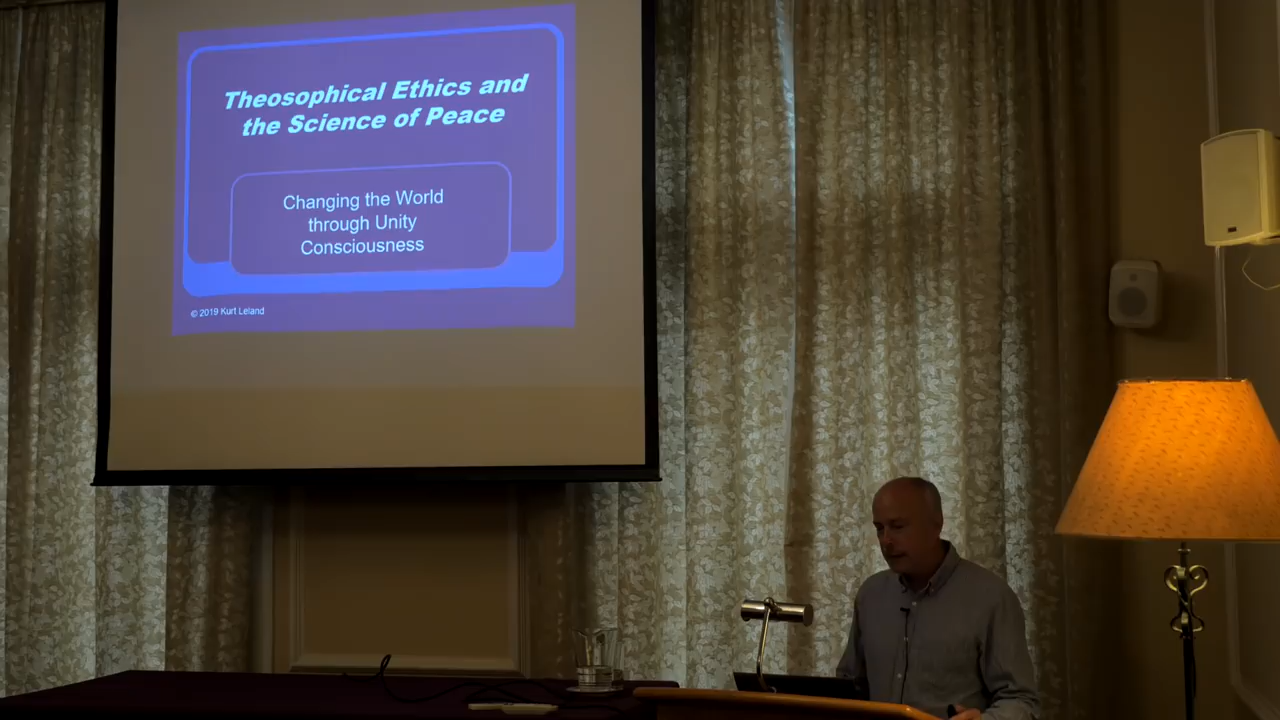 Theosophical Ethics and
the Science of Peace
Changing the World
through Unity
Consciousness
© 2019 Kurt Leland